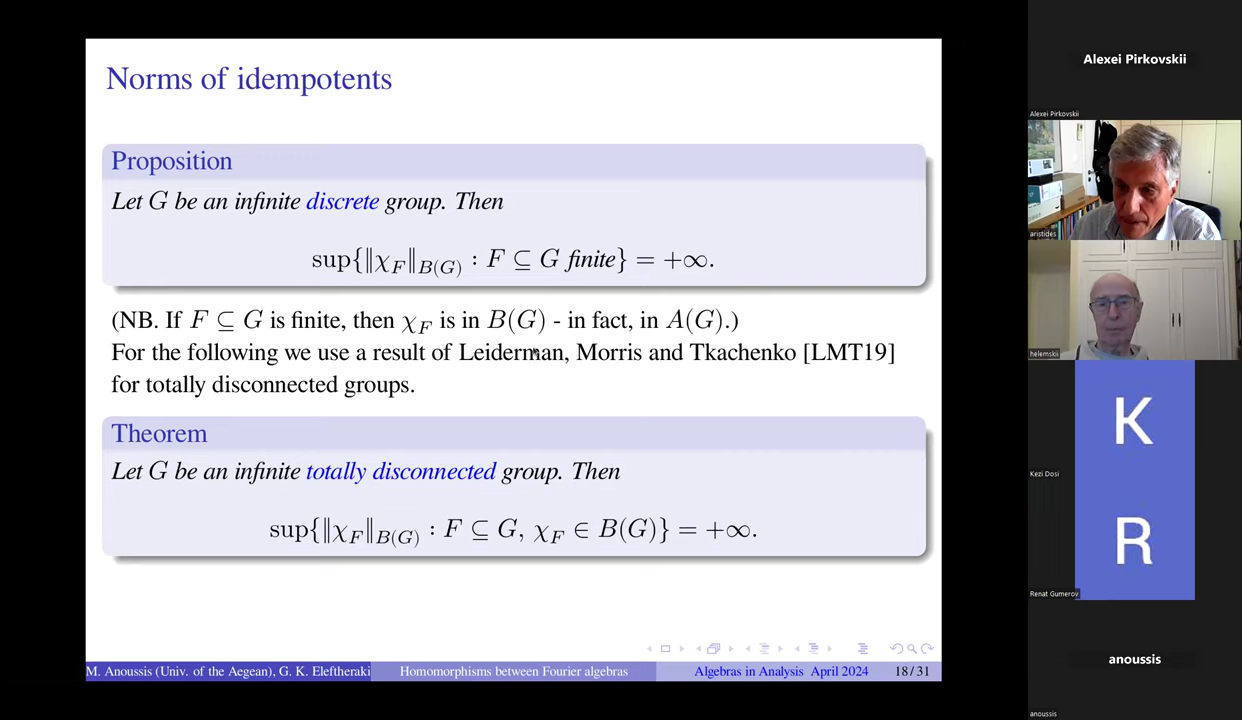 Norms of idempotents
Proposition
Let G be an infinite discrete group. Then
sup{‖χ_F‖_{B(G)} : F ⊆ G finite} = +∞.
(NB. If F ⊆ G is finite, then χ_F is in B(G) - in fact, in A(G).)
For the following we use a result of Leiderman, Morris and Tkachenko [LMT19]
for totally disconnected groups.
Theorem
Let G be an infinite totally disconnected group. Then
sup{‖χ_F‖_{B(G)} : F ⊆ G, χ_F ∈ B(G)} = +∞.
M. Anoussis (Univ. of the Aegean), G. K. Eleftheraki
Homomorphisms between Fourier algebras
Algebras in Analysis April 2024
18 / 31
Alexei Pirkovskii
Alexei Pirkovskii
aristides
helemskii
K
Kezi Dosi
R
Renat Gumerov
anoussis
anoussis